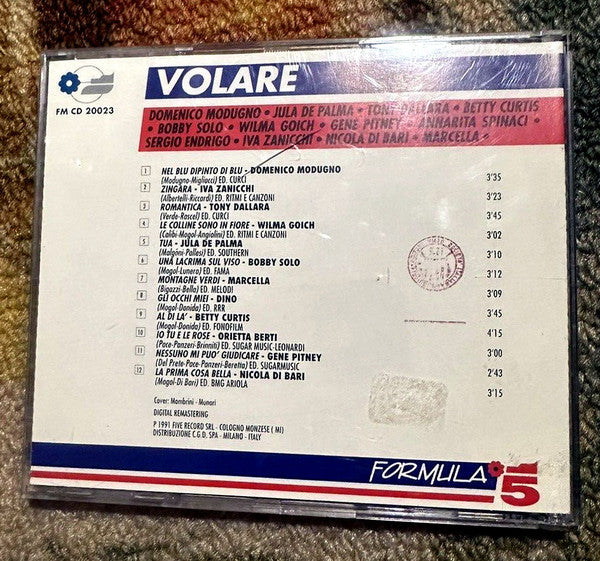 FM CD 20023
VOLARE
DOMENICO MODUGNO • JULA DE PALMA • TONY DALLARA • BETTY CURTIS
• BOBBY SOLO • WILMA GOICH • GENE PITNEY • ANNARITA SPINACI •
SERGIO ENDRIGO • IVA ZANICCHI • NICOLA DI BARI • MARCELLA •
1 NEL BLU DIPINTO DI BLU - DOMENICO MODUGNO 3'35
(Modugno-Migliacci) ED. CURCI
2 ZINGARA - IVA ZANICCHI 3'23
(Albertelli-Riccardi) ED. RITMI E CANZONI
3 ROMANTICA - TONY DALLARA 3'45
(Verde-Rascel) ED. CURCI
4 LE COLLINE SONO IN FIORE - WILMA GOICH 3'02
(Calibi-Mogol-Angiolini) ED. RITMI E CANZONI
5 TUA - JULA DE PALMA 3'10
(Malgoni-Pallesi) ED. SOUTHERN
6 UNA LACRIMA SUL VISO - BOBBY SOLO 3'12
(Mogol-Lunero) ED. FAMA
7 MONTAGNE VERDI - MARCELLA 3'09
(Bigazzi-Bella) ED. MELODI
8 GLI OCCHI MIEI - DINO 3'45
(Mogol-Donida) ED. RRR
9 AL DI LA' - BETTY CURTIS 4'15
(Mogol-Donida) ED. FONOFILM
10 IO TU E LE ROSE - ORIETTA BERTI 3'00
(Pace-Panzeri-Brinniti) ED. SUGAR MUSIC-LEONARDI
11 NESSUNO MI PUO' GIUDICARE - GENE PITNEY 2'43
(Del Prete-Pace-Panzeri-Beretta) ED. SUGARMUSIC
12 LA PRIMA COSA BELLA - NICOLA DI BARI 3'15
(Mogol-Di Bari) ED. BMG ARIOLA
Cover: Mambrini - Munari
DIGITAL REMASTERING
P 1991 FIVE RECORD SRL - COLOGNO MONZESE ( MI)
DISTRIBUZIONE C.G.D. SPA - MILANO - ITALY
FORMULA 5